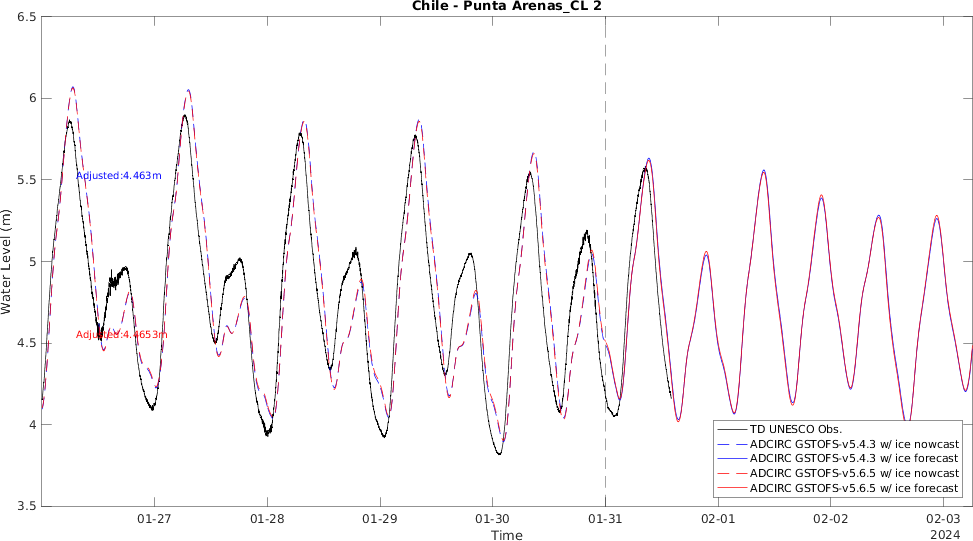 Chile - Punta Arenas_CL 2
6.5
6
5.5
5
4.5
4
3.5
Water Level (m)
Adjusted:4.463m
Adjusted:4.4653m
TD UNESCO Obs.
ADCIRC GSTOFS-v5.4.3 w/ ice nowcast
ADCIRC GSTOFS-v5.4.3 w/ ice forecast
ADCIRC GSTOFS-v5.6.5 w/ ice nowcast
ADCIRC GSTOFS-v5.6.5 w/ ice forecast
01-27 01-28 01-29 01-30 01-31 02-01 02-02 02-03
2024
Time